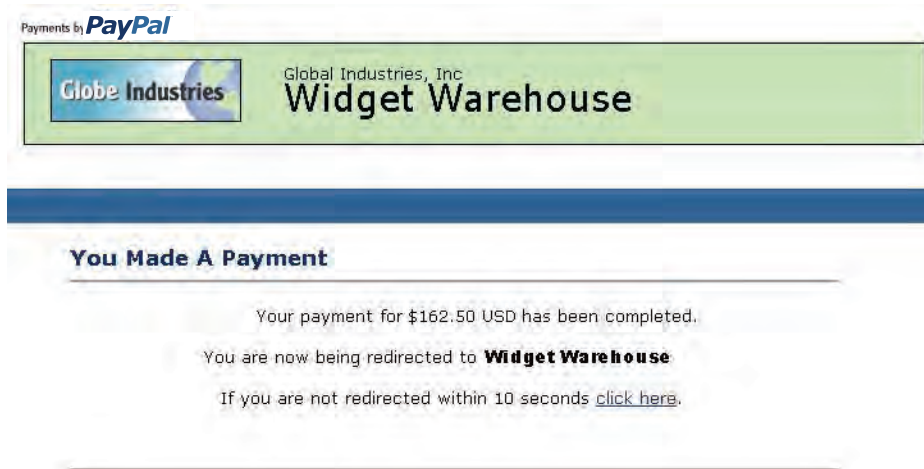 Payments by PayPal
Globe Industries
Global Industries, Inc
Widget Warehouse
You Made A Payment
Your payment for $162.50 USD has been completed.
You are now being redirected to Widget Warehouse
If you are not redirected within 10 seconds click here.